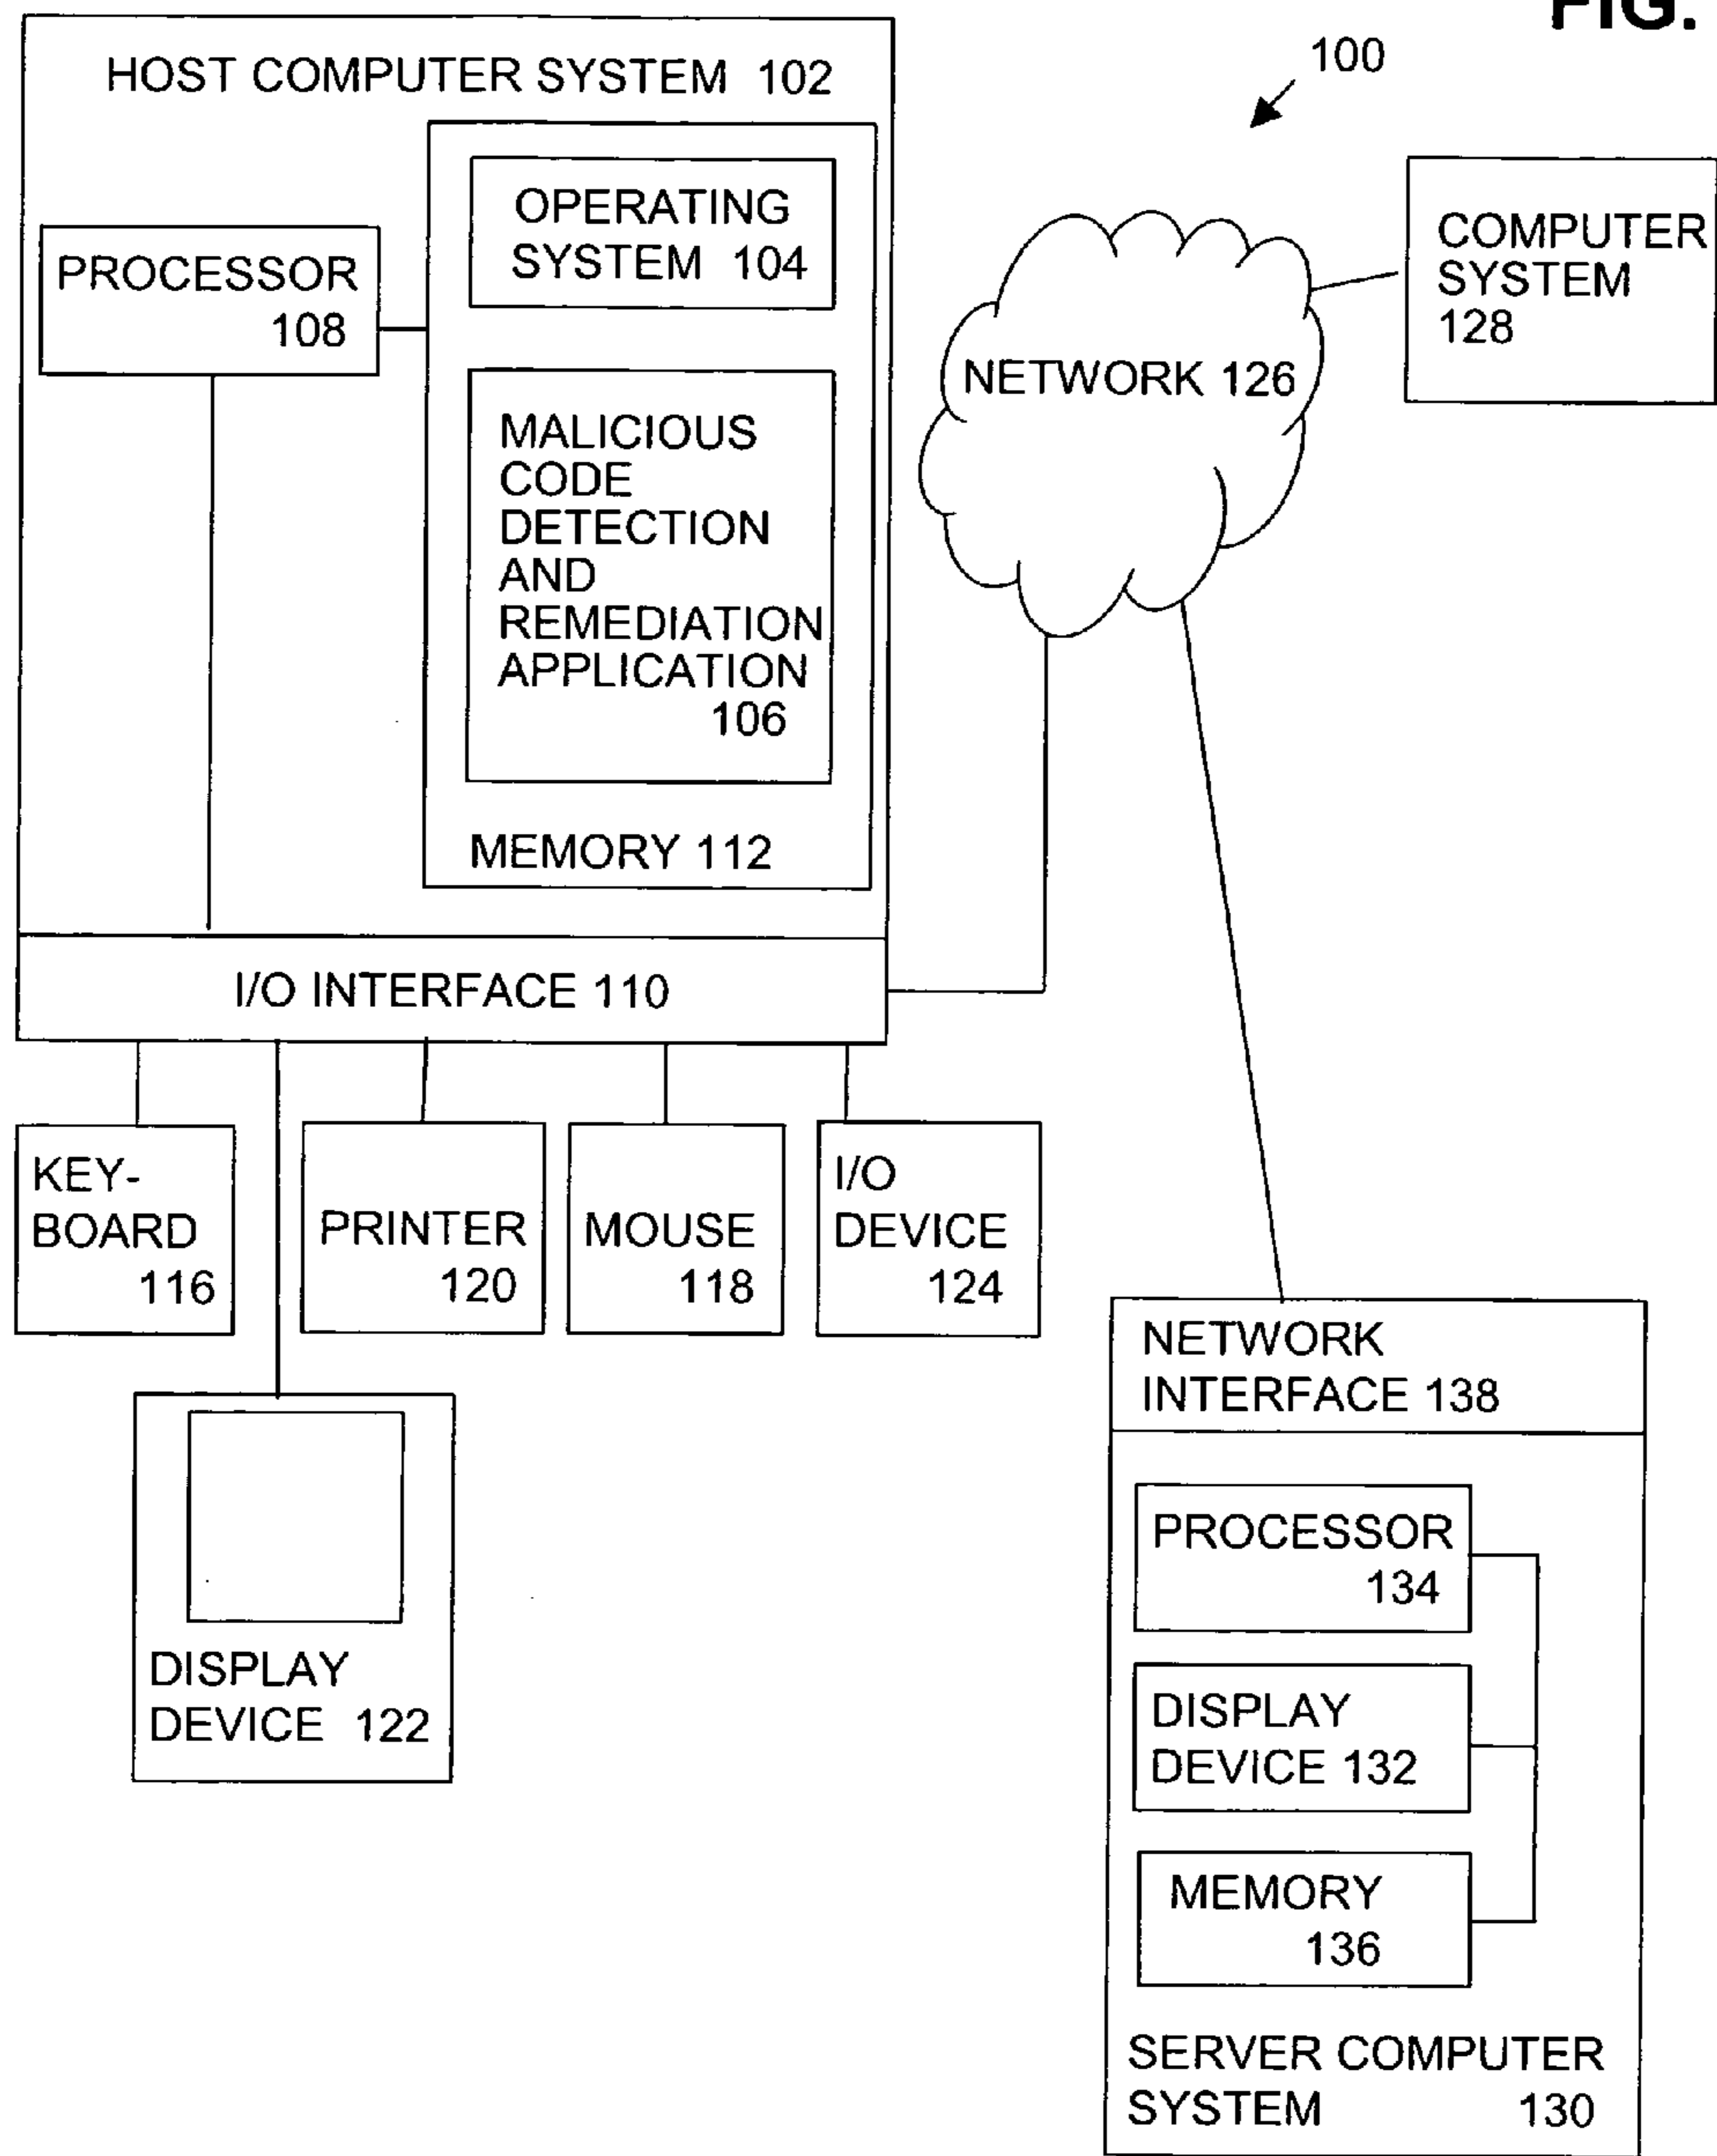 FIG.
100
HOST COMPUTER SYSTEM 102
OPERATING
SYSTEM 104
PROCESSOR
108
MALICIOUS
CODE
DETECTION
AND
REMEDIATION
APPLICATION
106
MEMORY 112
I/O INTERFACE 110
NETWORK 126
COMPUTER
SYSTEM
128
KEY-
BOARD
116
PRINTER
120
MOUSE
118
I/O
DEVICE
124
DISPLAY
DEVICE 122
NETWORK
INTERFACE 138
PROCESSOR
134
DISPLAY
DEVICE 132
MEMORY
136
SERVER COMPUTER
SYSTEM 130